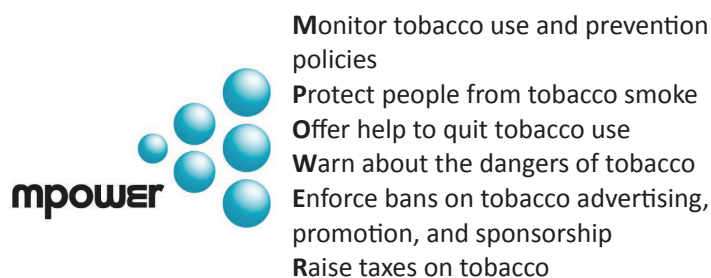 mpower
Monitor tobacco use and prevention
policies
Protect people from tobacco smoke
Offer help to quit tobacco use
Warn about the dangers of tobacco
Enforce bans on tobacco advertising,
promotion, and sponsorship
Raise taxes on tobacco